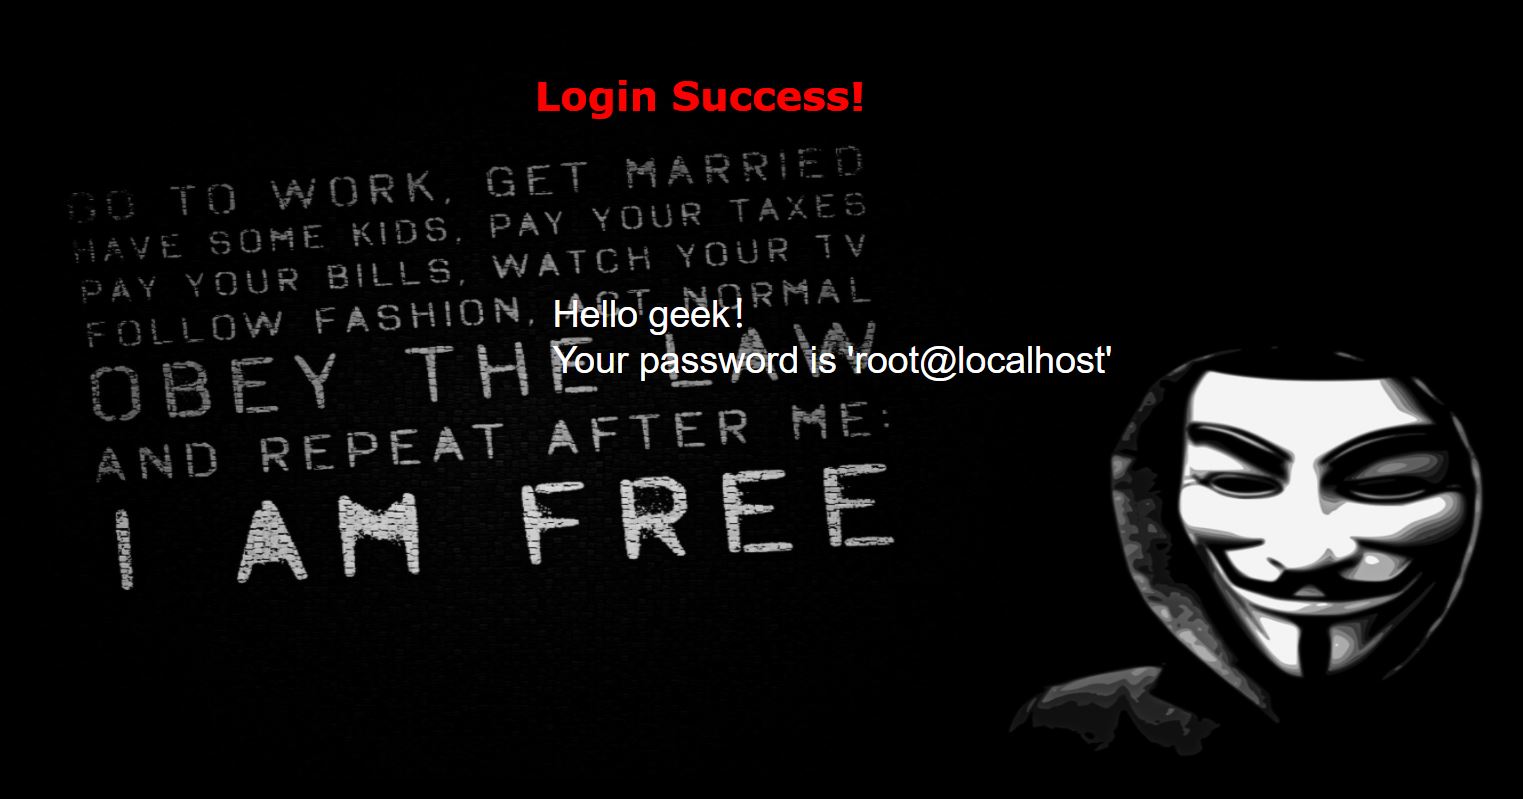 Login Success!
GO TO WORK, GET MARRIED
HAVE SOME KIDS, PAY YOUR TAXES
PAY YOUR BILLS, WATCH YOUR TV
FOLLOW FASHION, ACT NORMAL
OBEY THE LAW
AND REPEAT AFTER ME:
I AM FREE
Hello geek！
Your password is 'root@localhost'